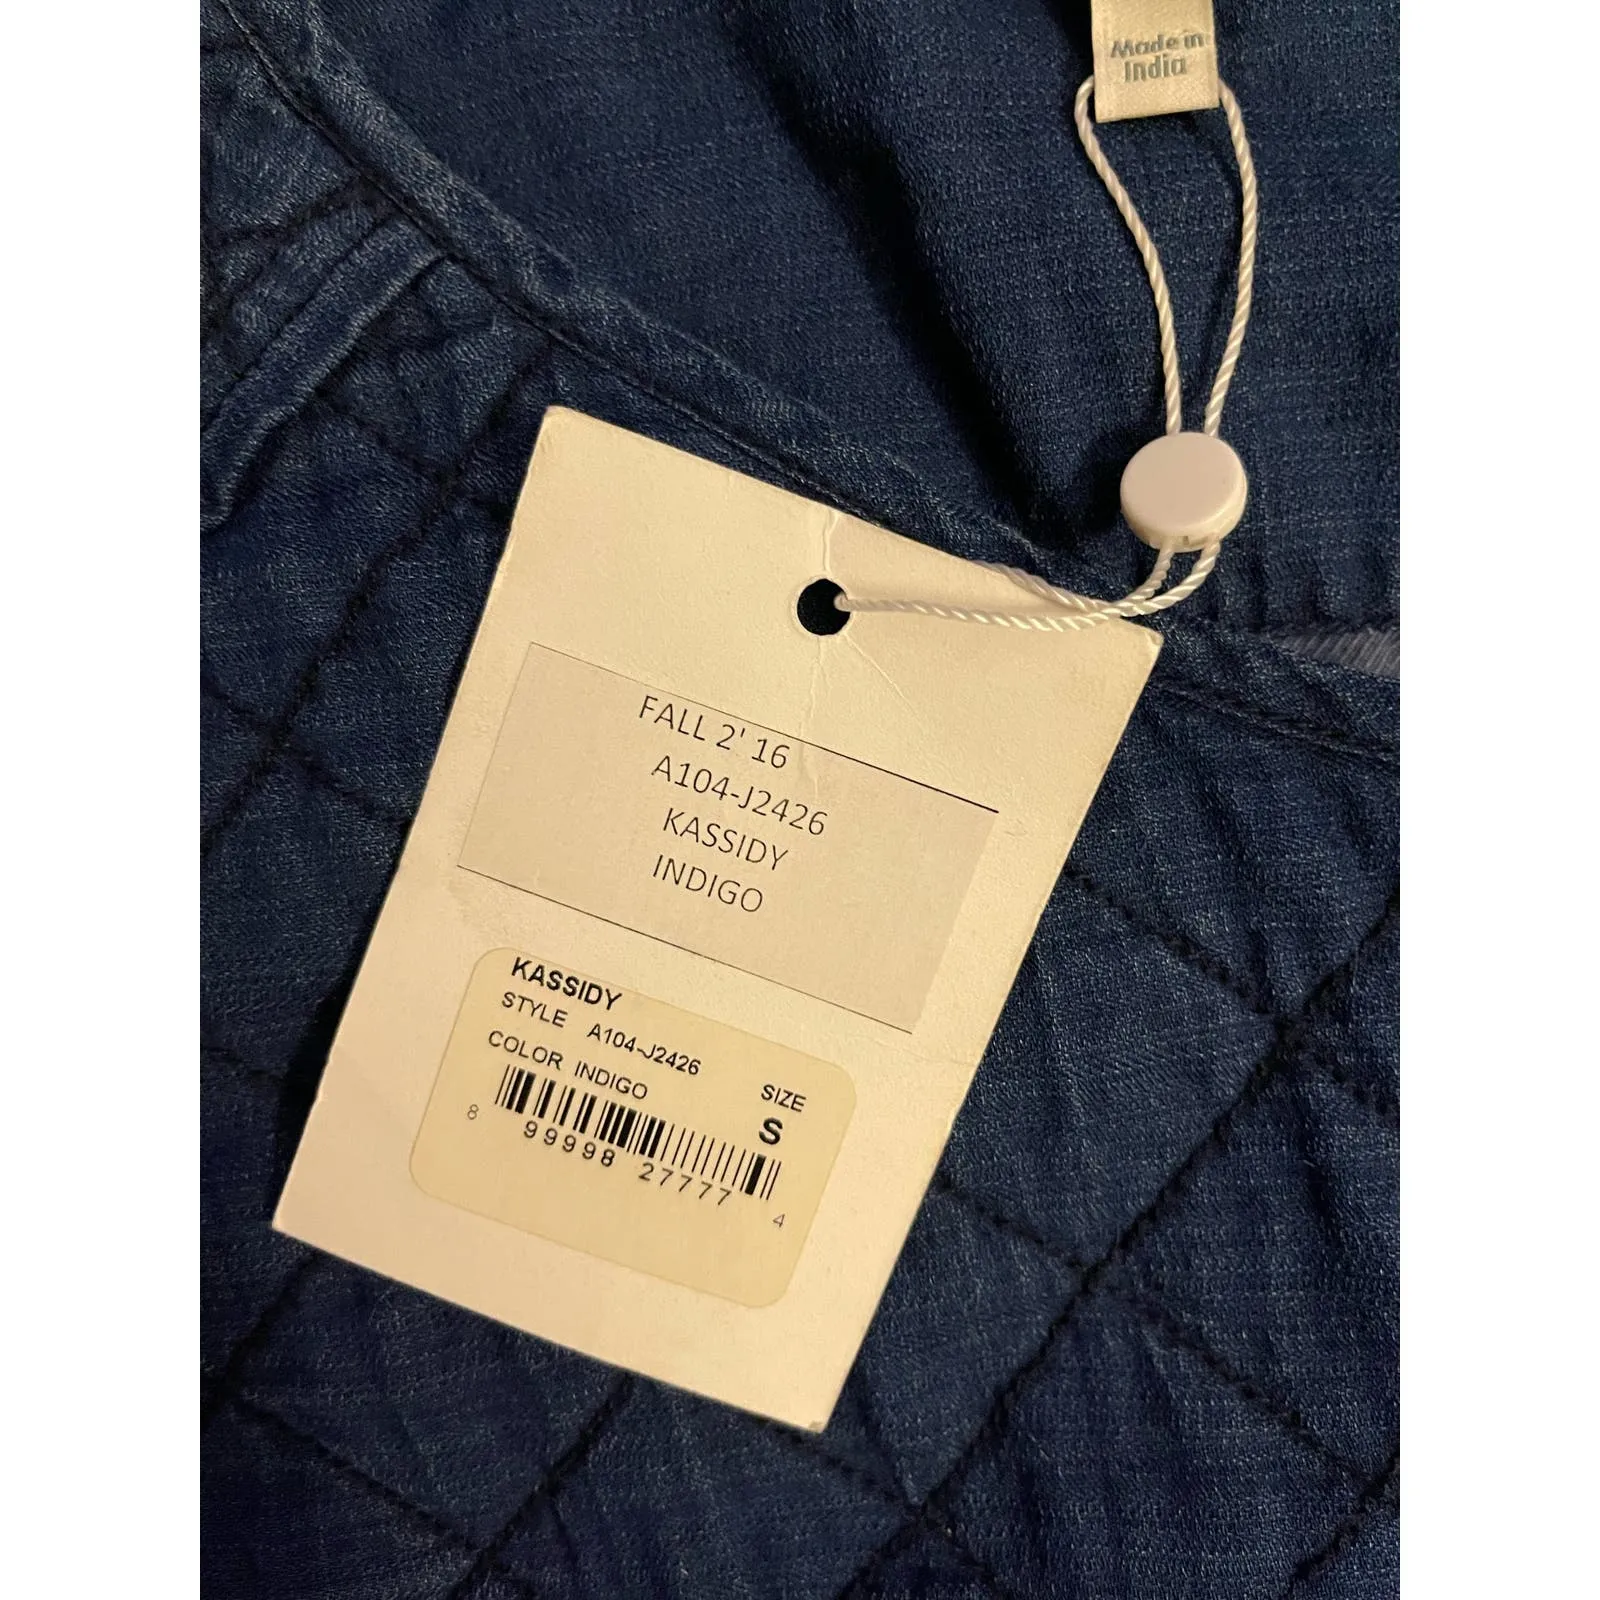 Made in
India
FALL 2' 16
A104-J2426
KASSIDY
INDIGO
KASSIDY
STYLE A104-J2426
COLOR INDIGO
SIZE
S
8 99998 27777 4